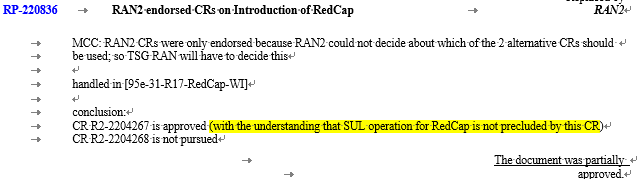 RP-220836 → RAN2 endorsed CRs on Introduction of RedCap → RAN2
→ MCC: RAN2 CRs were only endorsed because RAN2 could not decide about which of the 2 alternative CRs should
→ be used; so TSG RAN will have to decide this↵
→ ↵
→ handled in [95e-31-R17-RedCap-WI]↵
→ ↵
→ conclusion:↵
→ CR R2-2204267 is approved (with the understanding that SUL operation for RedCap is not precluded by this CR)
→ CR R2-2204268 is not pursued↵
→ The document was partially
→ approved.↵